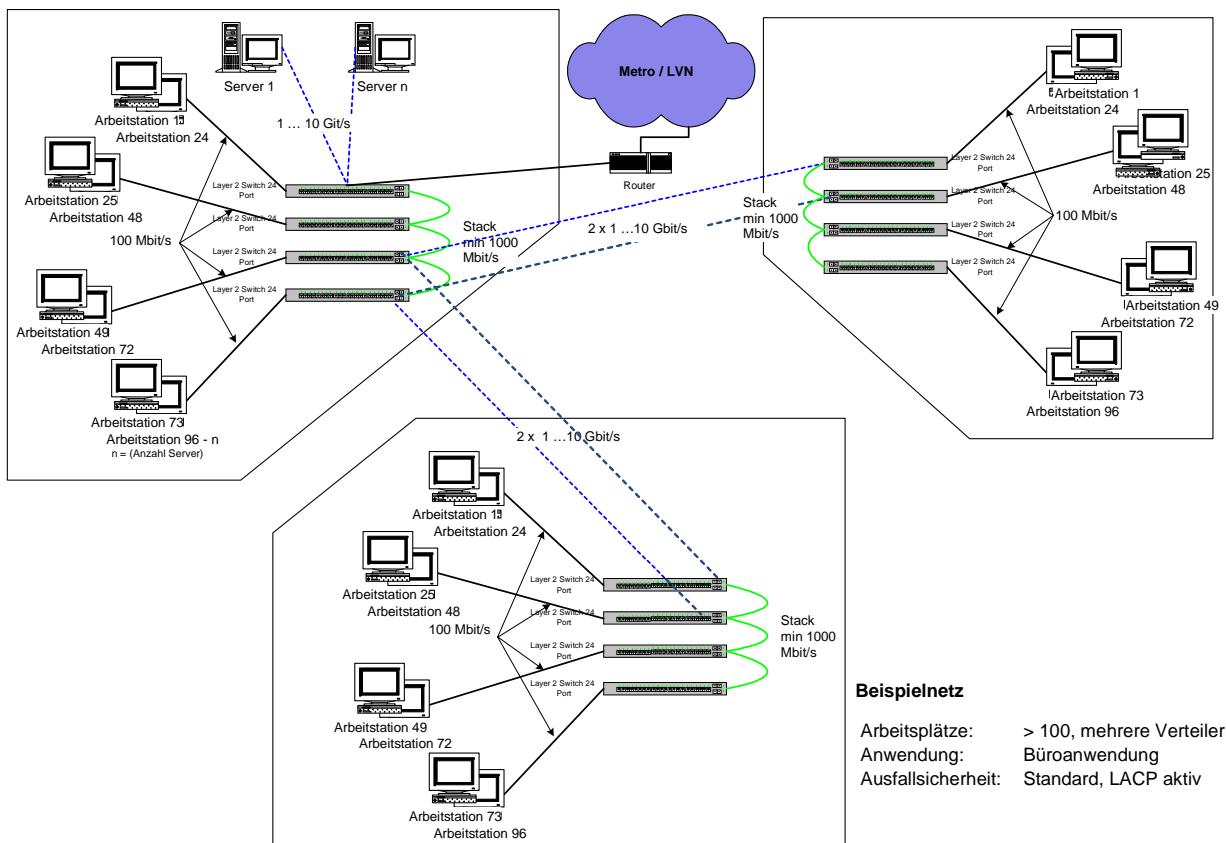 Server 1
Server n
Metro / LVN
Arbeitstation 1
Arbeitstation 24
1 … 10 Git/s
Router
Layer 2 Switch 24
Port
Arbeitstation 25
Arbeitstation 48
Layer 2 Switch 24
Port
100 Mbit/s
Layer 2 Switch 24
Port
Stack
min 1000
Mbit/s
Layer 2 Switch 24
Port
Arbeitstation 49
Arbeitstation 72
Arbeitstation 73
Arbeitstation 96 - n
n = (Anzahl Server)
2 x 1 …10 Gbit/s
Arbeitstation 1
Arbeitstation 24
Layer 2 Switch 24
Port
25
Arbeitstation 48
Layer 2 Switch 24
Port
Stack
min 1000
Mbit/s
100 Mbit/s
Layer 2 Switch 24
Port
Layer 2 Switch 24
Port
Arbeitstation 49
Arbeitstation 72
Arbeitstation 73
Arbeitstation 96
2 x 1 …10 Gbit/s
Arbeitstation 1
Arbeitstation 24
Layer 2 Switch 24
Port
Arbeitstation 25
Arbeitstation 48
Layer 2 Switch 24
Port
100 Mbit/s
Stack
min 1000
Mbit/s
Layer 2 Switch 24
Port
Layer 2 Switch 24
Port
Arbeitstation 49
Arbeitstation 72
Arbeitstation 73
Arbeitstation 96
Beispielnetz
Arbeitsplätze: > 100, mehrere Verteiler
Anwendung: Büroanwendung
Ausfallsicherheit: Standard, LACP aktiv